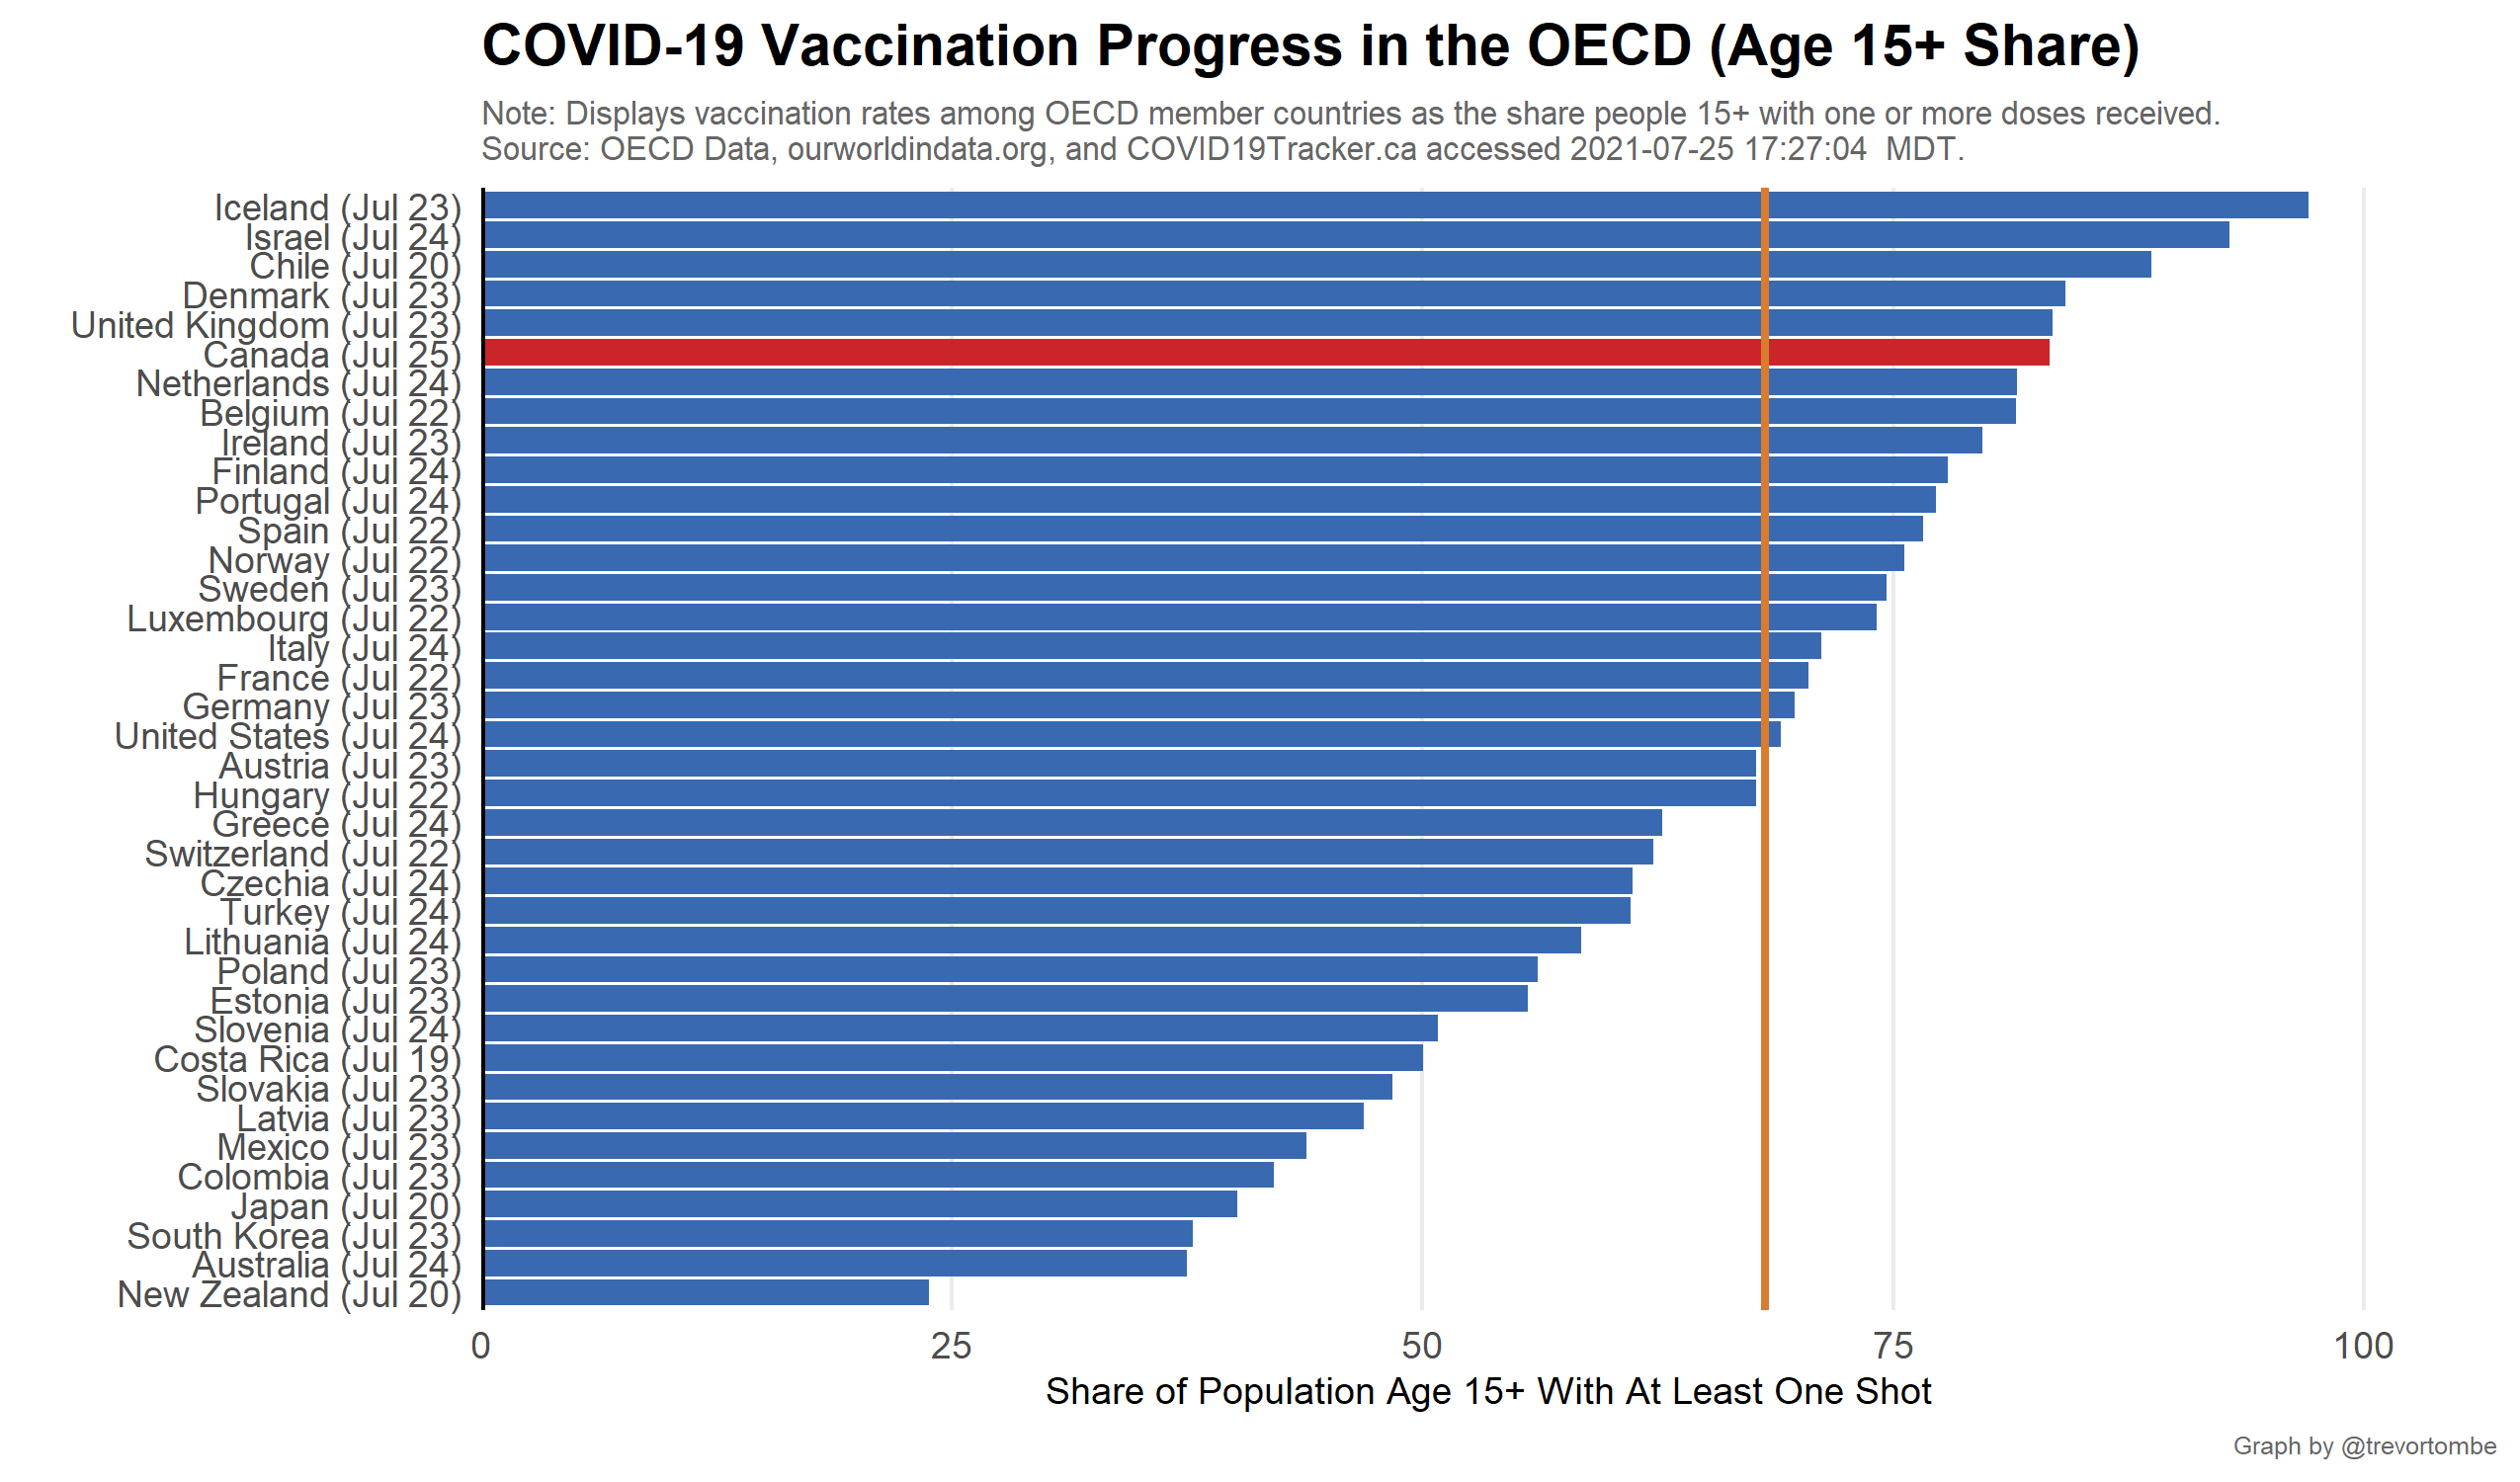 COVID-19 Vaccination Progress in the OECD (Age 15+ Share)
Note: Displays vaccination rates among OECD member countries as the share people 15+ with one or more doses received.
Source: OECD Data, ourworldindata.org, and COVID19Tracker.ca accessed 2021-07-25 17:27:04  MDT.
Iceland (Jul 23)
Israel (Jul 24)
Chile (Jul 20)
Denmark (Jul 23)
United Kingdom (Jul 23)
Canada (Jul 25)
Netherlands (Jul 24)
Belgium (Jul 22)
Ireland (Jul 23)
Finland (Jul 24)
Portugal (Jul 24)
Spain (Jul 22)
Norway (Jul 22)
Sweden (Jul 23)
Luxembourg (Jul 22)
Italy (Jul 24)
France (Jul 22)
Germany (Jul 23)
United States (Jul 24)
Austria (Jul 23)
Hungary (Jul 22)
Greece (Jul 24)
Switzerland (Jul 22)
Czechia (Jul 24)
Turkey (Jul 24)
Lithuania (Jul 24)
Poland (Jul 23)
Estonia (Jul 23)
Slovenia (Jul 24)
Costa Rica (Jul 19)
Slovakia (Jul 23)
Latvia (Jul 23)
Mexico (Jul 23)
Colombia (Jul 23)
Japan (Jul 20)
South Korea (Jul 23)
Australia (Jul 24)
New Zealand (Jul 20)
0 25 50 75 100
Share of Population Age 15+ With At Least One Shot
Graph by @trevortombe